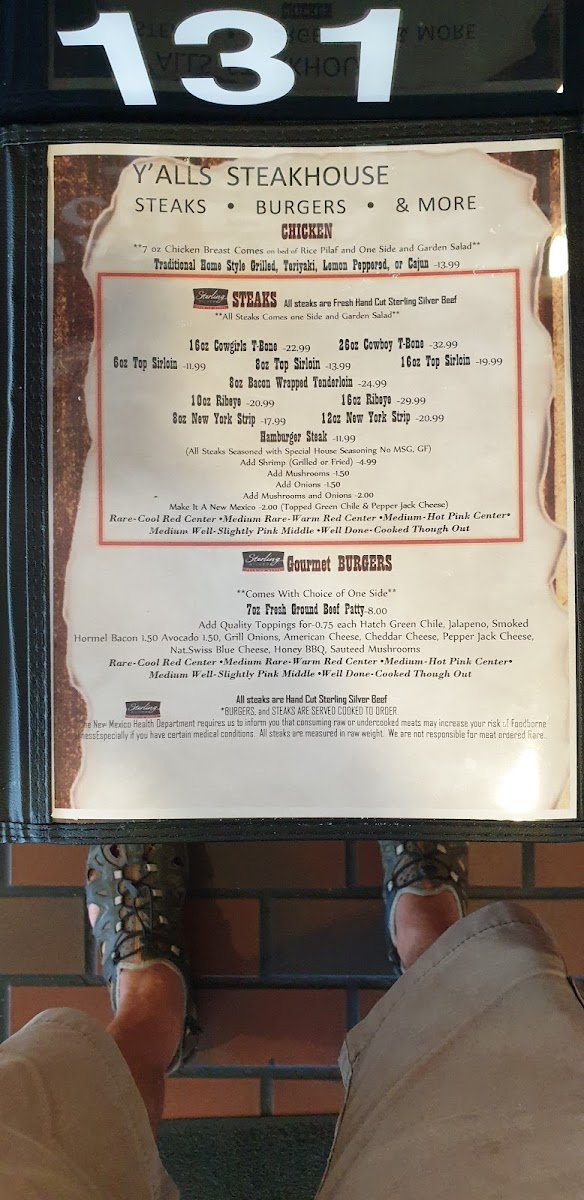 131
Y'ALLS STEAKHOUSE
STEAKS • BURGERS • & MORE
CHICKEN
**7 oz Chicken Breast Comes on bed of Rice Pilaf and One Side and Garden Salad**
Traditional Home Style Grilled, Teriyaki, Lemon Peppered, or Cajun -13.99
Sterling STEAKS All steaks are Fresh Hand Cut Sterling Silver Beef
**All Steaks Comes one Side and Garden Salad**
16oz Cowgirls T-Bone -22.99 26oz Cowboy T-Bone -32.99
6oz Top Sirloin -11.99 8oz Top Sirloin -13.99 16oz Top Sirloin -19.99
8oz Bacon Wrapped Tenderloin -24.99
10oz Ribeye -20.99 16oz Ribeye -29.99
8oz New York Strip -17.99 12oz New York Strip -20.99
Hamburger Steak -11.99
(All Steaks Seasoned with Special House Seasoning No MSG, GF)
Add Shrimp (Grilled or Fried) -4.99
Add Mushrooms -1.50
Add Onions -1.50
Add Mushrooms and Onions -2.00
Make It A New Mexico -2.00 (Topped Green Chile & Pepper Jack Cheese)
Rare-Cool Red Center •Medium Rare-Warm Red Center •Medium-Hot Pink Center•
Medium Well-Slightly Pink Middle •Well Done-Cooked Though Out
Sterling Gourmet BURGERS
**Comes With Choice of One Side**
7oz Fresh Ground Beef Patty-8.00
Add Quality Toppings for-0.75 each Hatch Green Chile, Jalapeno, Smoked
Hormel Bacon 1.50 Avocado 1.50, Grill Onions, American Cheese, Cheddar Cheese, Pepper Jack Cheese,
Nat.Swiss Blue Cheese, Honey BBQ, Sauteed Mushrooms
Rare-Cool Red Center •Medium Rare-Warm Red Center •Medium-Hot Pink Center•
Medium Well-Slightly Pink Middle •Well Done-Cooked Though Out
Sterling All steaks are Hand Cut Sterling Silver Beef
*BURGERS, and STEAKS ARE SERVED COOKED TO ORDER.
The New Mexico Health Department requires us to inform you that consuming raw or undercooked meats may increase your risk of Foodborne
Especially if you have certain medical conditions. All steaks are measured in raw weight. We are not responsible for meat ordered Rare..